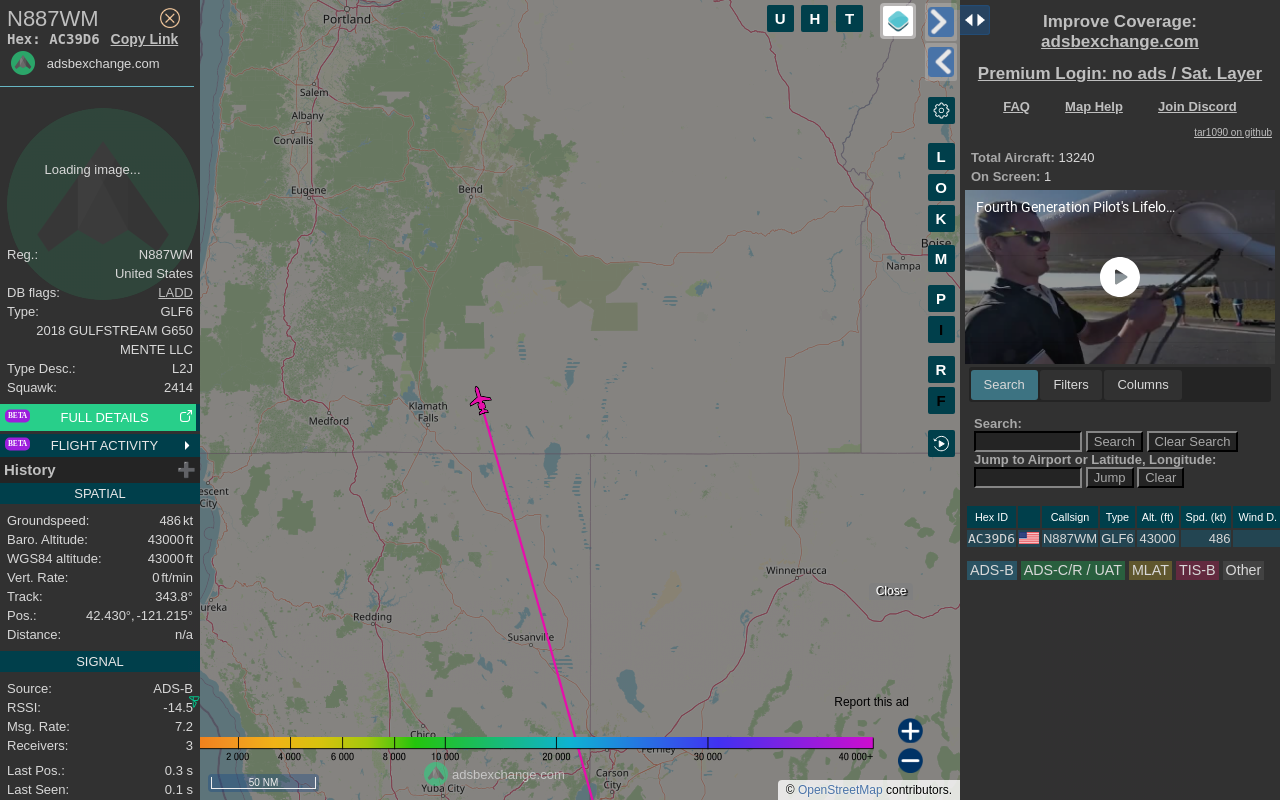 N887WM
Hex: AC39D6 Copy Link
adsbexchange.com
Loading image...
Reg.: N887WM
United States
DB flags: LADD
Type: GLF6
2018 GULFSTREAM G650
MENTE LLC
Type Desc.: L2J
Squawk: 2414
BETA FULL DETAILS
BETA FLIGHT ACTIVITY
History
SPATIAL
Groundspeed: 486 kt
Baro. Altitude: 43000 ft
WGS84 altitude: 43000 ft
Vert. Rate: 0 ft/min
Track: 343.8°
Pos.: 42.430°, -121.215°
Distance: n/a
SIGNAL
Source: ADS-B
RSSI: -14.5
Msg. Rate: 7.2
Receivers: 3
Last Pos.: 0.3 s
Last Seen: 0.1 s
Portland
Salem
Albany
Corvallis
Eugene
Bend
Boise
Nampa
Medford
Klamath
Falls
escent
City
Winnemucca
ureka
Redding
Susanville
Chico
Fernley
Carson
City
Yuba City
U H T
L
O
K
M
P
I
R
F
Close
Report this ad
2 000 4 000 6 000 8 000 10 000 20 000 30 000 40 000+
50 NM
adsbexchange.com
© OpenStreetMap contributors.
Improve Coverage:
adsbexchange.com
Premium Login: no ads / Sat. Layer
FAQ Map Help Join Discord
tar1090 on github
Total Aircraft: 13240
On Screen: 1
Fourth Generation Pilot's Lifelo...
Search Filters Columns
Search:
Search Clear Search
Jump to Airport or Latitude, Longitude:
Jump Clear
Hex ID Callsign Type Alt. (ft) Spd. (kt) Wind D.
AC39D6 N887WM GLF6 43000 486
ADS-B ADS-C/R / UAT MLAT TIS-B Other